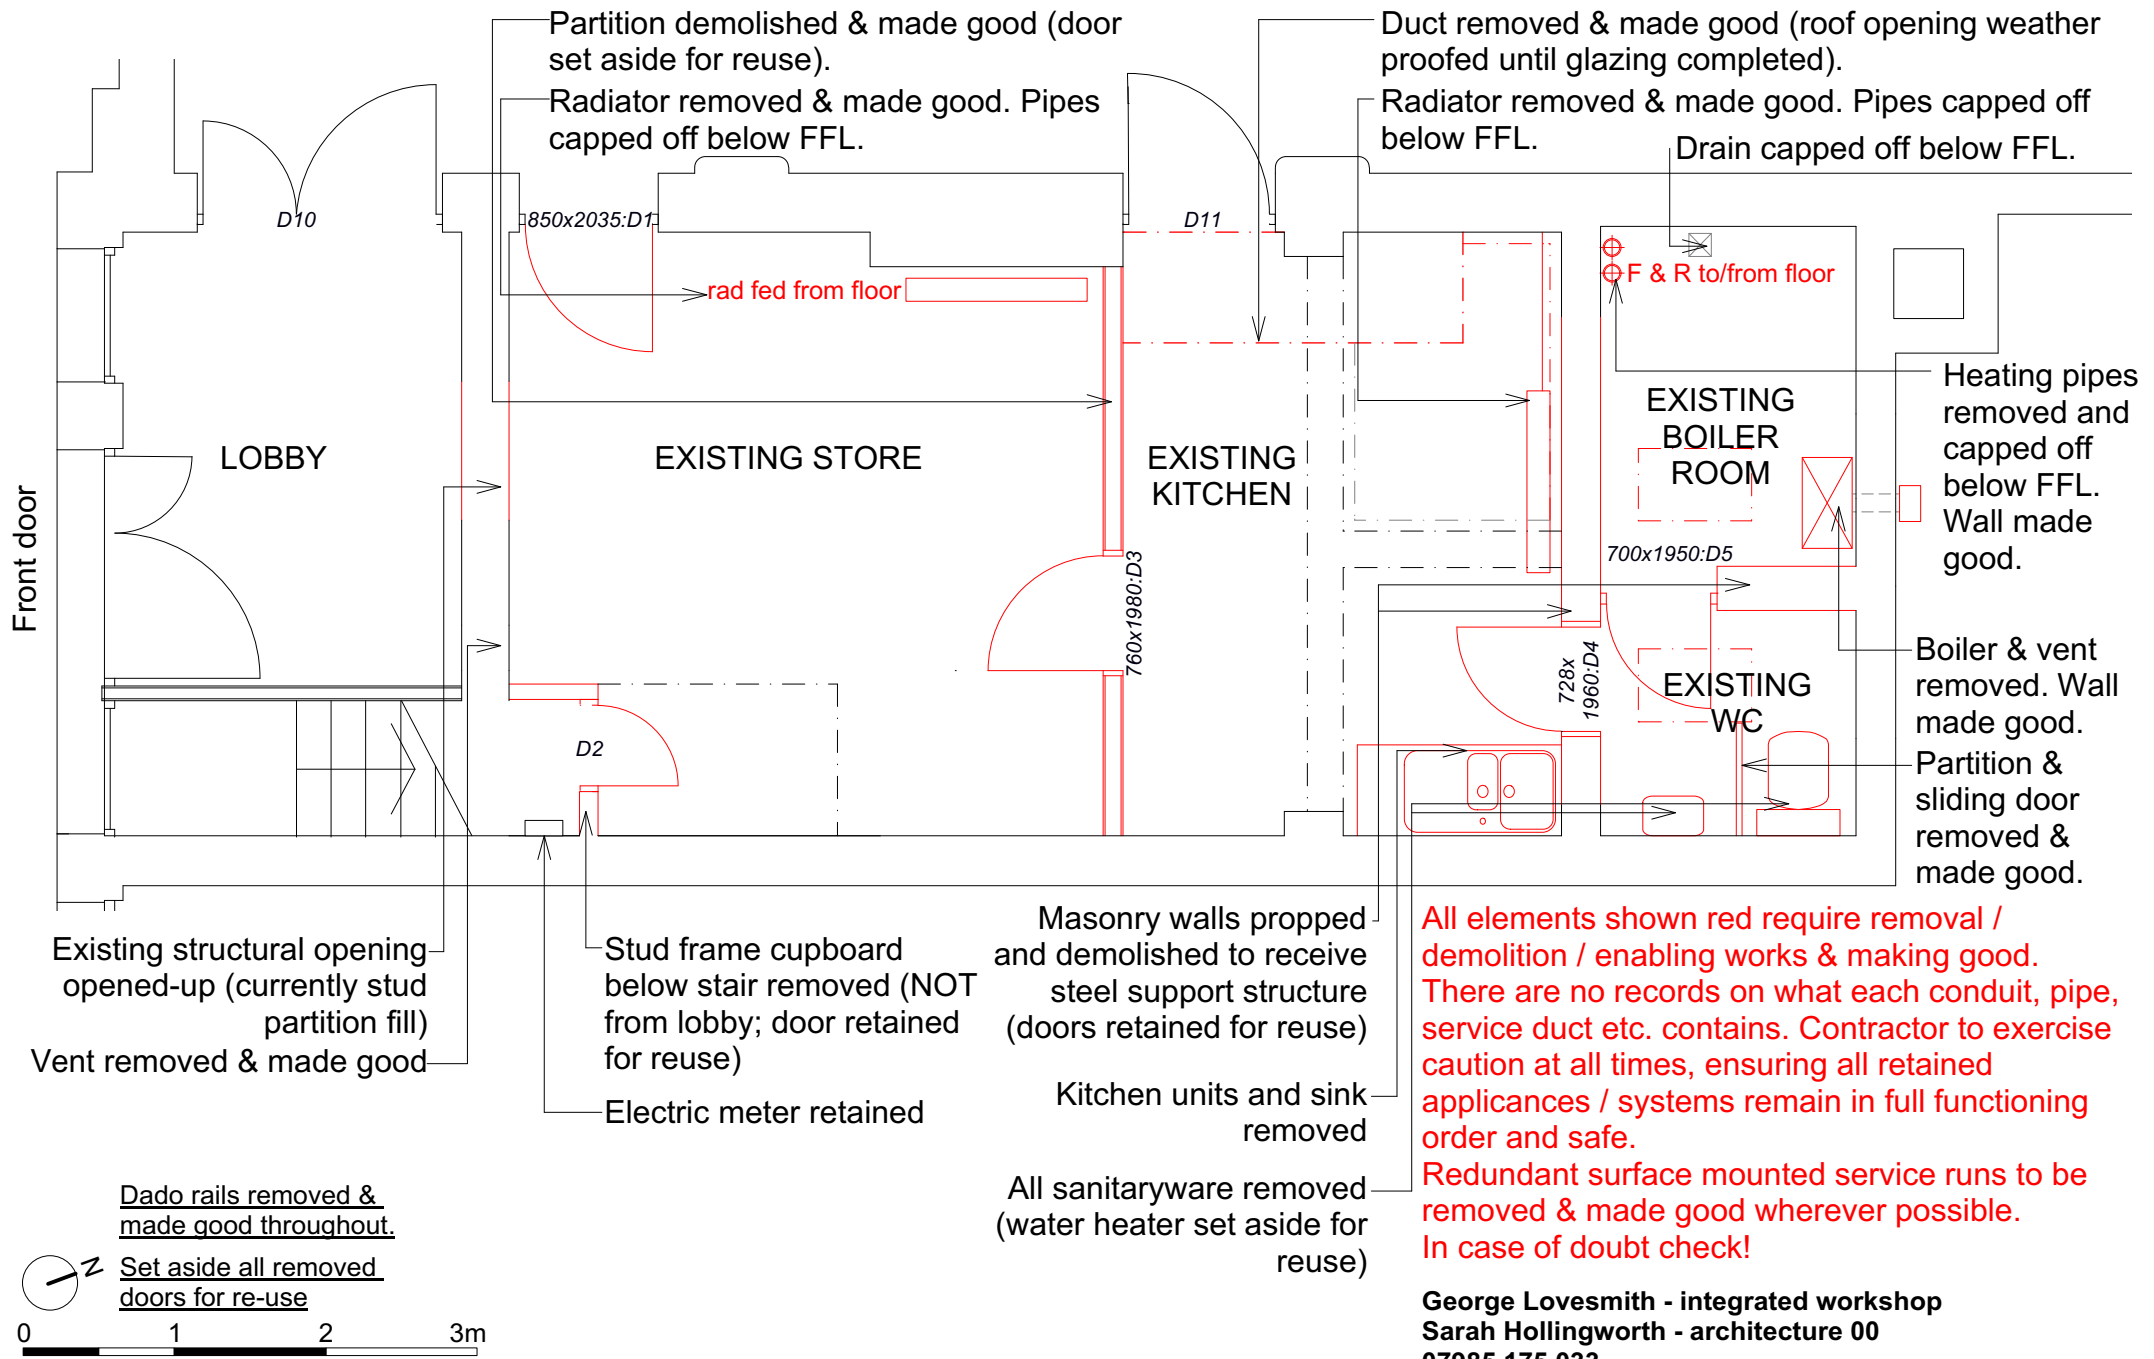 Partition demolished & made good (door
set aside for reuse).
Radiator removed & made good. Pipes
capped off below FFL.
Duct removed & made good (roof opening weather
proofed until glazing completed).
Radiator removed & made good. Pipes capped off
below FFL.
Drain capped off below FFL.
D10
850x2035:D1
D11
rad fed from floor
F & R to/from floor
Heating pipes
removed and
capped off
below FFL.
Wall made
good.
Front door
LOBBY
EXISTING STORE
EXISTING
KITCHEN
EXISTING
BOILER
ROOM
760x1980:D3
700x1950:D5
728x
1960:D4
EXISTING
WC
D2
Boiler & vent
removed. Wall
made good.
Partition &
sliding door
removed &
made good.
Existing structural opening
opened-up (currently stud
partition fill)
Vent removed & made good
Stud frame cupboard
below stair removed (NOT
from lobby; door retained
for reuse)
Electric meter retained
Masonry walls propped
and demolished to receive
steel support structure
(doors retained for reuse)
Kitchen units and sink
removed
All sanitaryware removed
(water heater set aside for
reuse)
All elements shown red require removal /
demolition / enabling works & making good.
There are no records on what each conduit, pipe,
service duct etc. contains. Contractor to exercise
caution at all times, ensuring all retained
applicances / systems remain in full functioning
order and safe.
Redundant surface mounted service runs to be
removed & made good wherever possible.
In case of doubt check!
Dado rails removed &
made good throughout.
N
Set aside all removed
doors for re-use
0 1 2 3m
George Lovesmith - integrated workshop
Sarah Hollingworth - architecture 00
07985 175 033